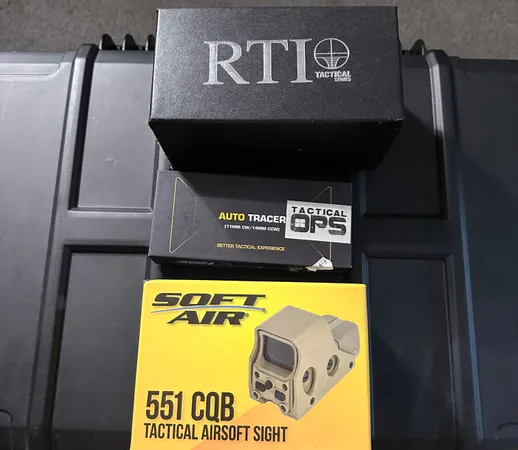 RTI
TACTICAL
SERIES
AUTO TRACER
(11MM CW/14MM CCW)
BETTER TACTICAL EXPERIENCE
TACTICAL
OPS
SOFT
AIR
551 CQB
TACTICAL AIRSOFT SIGHT